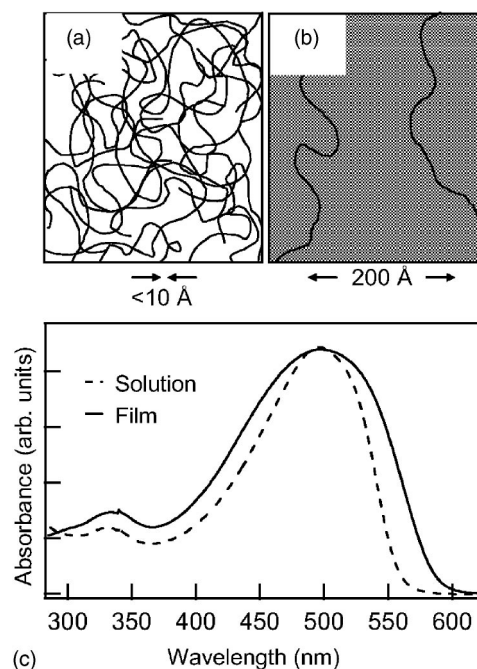 (a)
(b)
<10 Å
200 Å
Absorbance (arb. units)
Solution
Film
300 350 400 450 500 550 600
(c)
Wavelength (nm)